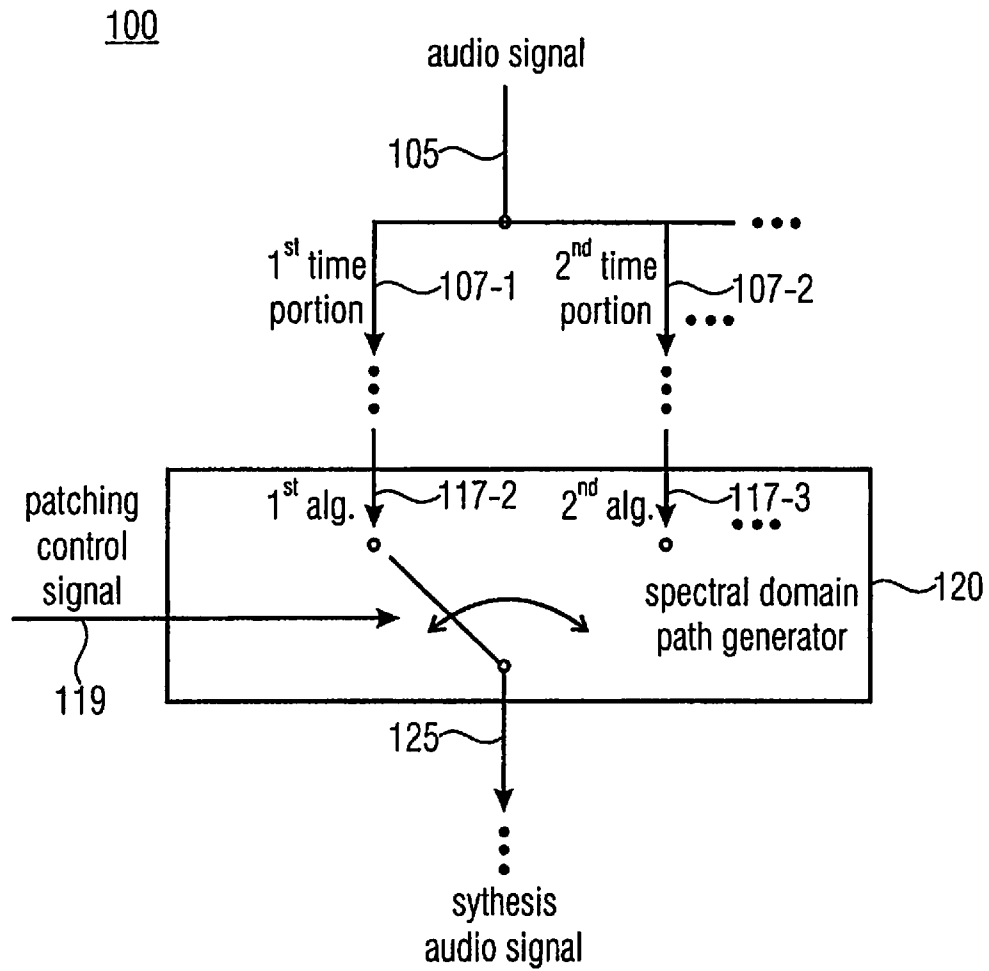 100
audio signal
105
1st time
portion
107-1
2nd time
portion
107-2
1st alg.
117-2
2nd alg.
117-3
patching
control
signal
119
spectral domain
path generator
120
125
sythesis
audio signal